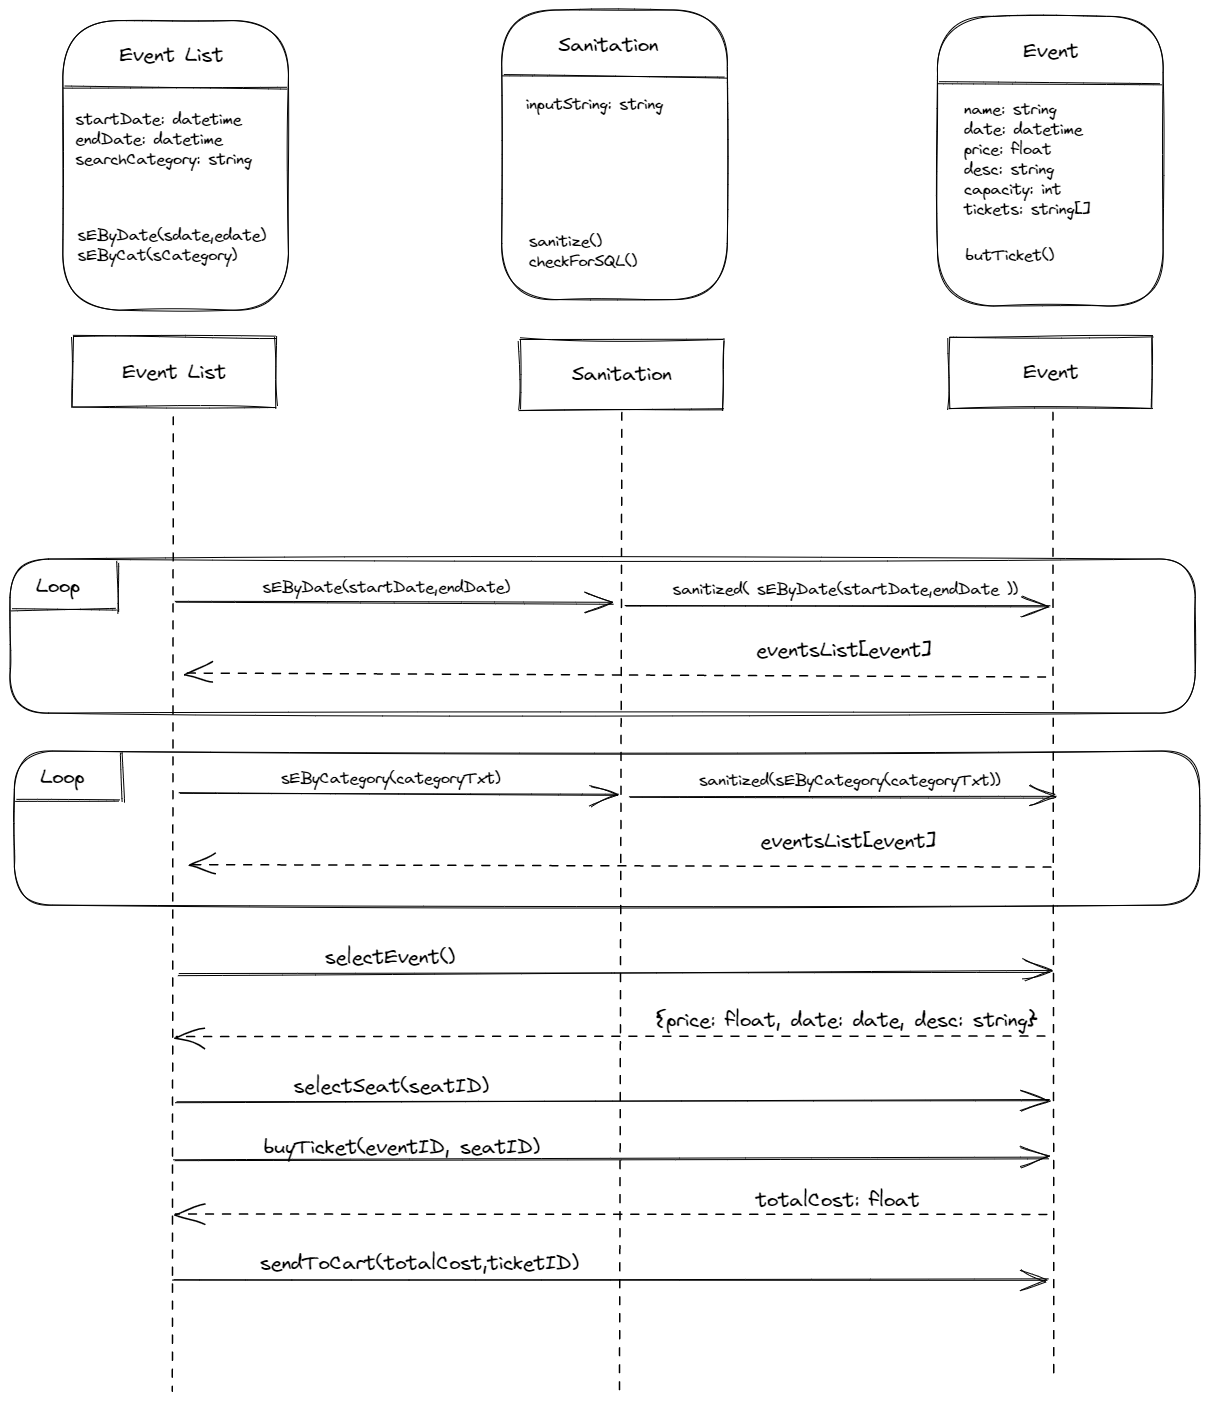 Event List
startDate: datetime
endDate: datetime
searchCategory: string
sEByDate(sdate,edate)
sEByCat(sCategory)
Sanitation
inputString: string
sanitize()
checkForSQL()
Event
name: string
date: datetime
price: float
desc: string
capacity: int
tickets: string[]
butTicket()
Event List
Sanitation
Event
Loop
sEByDate(startDate,endDate)
sanitized( sEByDate(startDate,endDate ))
eventsList[event]
Loop
sEByCategory(categoryTxt)
sanitized(sEByCategory(categoryTxt))
eventsList[event]
selectEvent()
{price: float, date: date, desc: string}
selectSeat(seatID)
buyTicket(eventID, seatID)
totalCost: float
sendToCart(totalCost,ticketID)